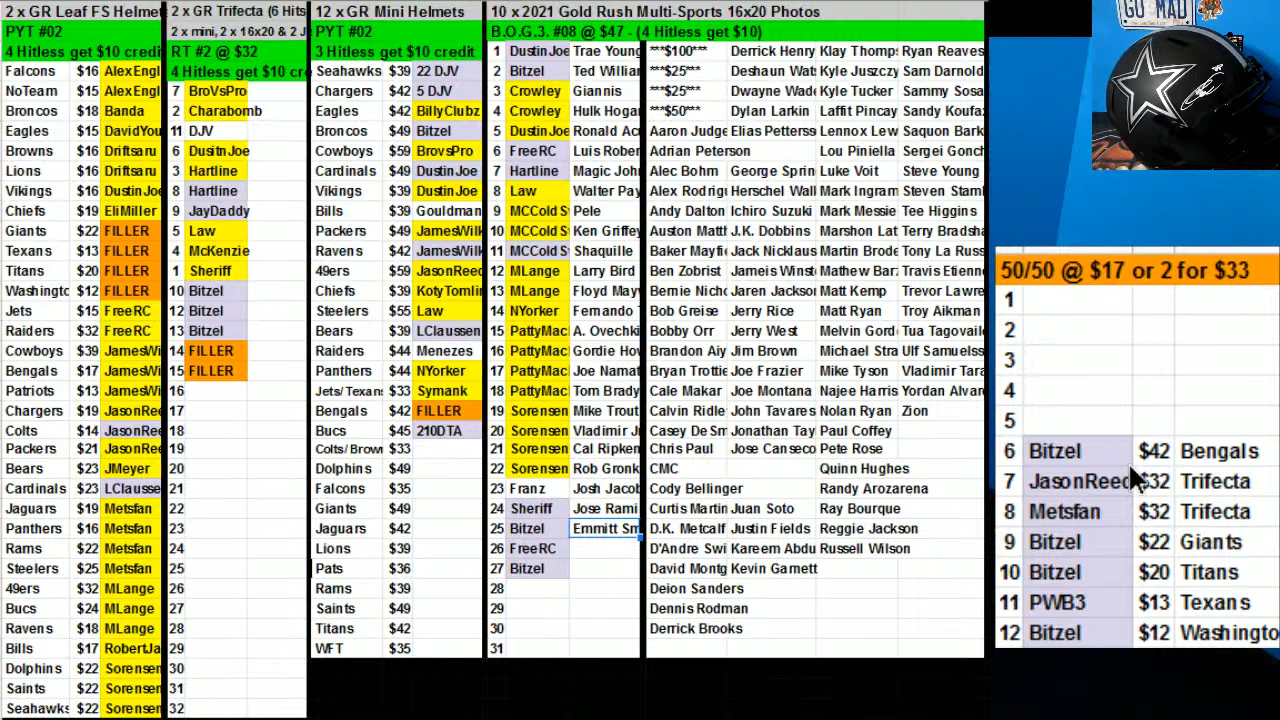 2 x GR Leaf FS Helmet
PYT #02
4 Hitless get $10 credi
Falcons $16 AlexEngl
NoTeam $15 AlexEngl
Broncos $18 Banda
Eagles $15 DavidYou
Browns $16 Driftsaru
Lions $16 Driftsaru
Vikings $16 DustinJoe
Chiefs $19 EliMiller
Giants $22 FILLER
Texans $13 FILLER
Titans $20 FILLER
Washingto $12 FILLER
Jets $15 FreeRC
Raiders $32 FreeRC
Cowboys $39 JamesWi
Bengals $17 JamesWi
Patriots $13 JamesWi
Chargers $19 JasonRee
Colts $14 JasonRee
Packers $21 JasonRee
Bears $23 JMeyer
Cardinals $23 LClausse
Jaguars $19 Metsfan
Panthers $16 Metsfan
Rams $22 Metsfan
Steelers $25 Metsfan
49ers $32 MLange
Bucs $24 MLange
Ravens $18 MLange
Bills $17 RobertJa
Dolphins $22 Sorensen
Saints $22 Sorensen
Seahawks $22 Sorensen
2 x GR Trifecta (6 Hits
2 x mini, 2 x 16x20 & 2 J
RT #2 @ $32
4 Hitless get $10 cre
7 BroVsPro
2 Charabomb
11 DJV
6 DusitnJoe
3 Hartline
8 Hartline
9 JayDaddy
5 Law
4 McKenzie
1 Sheriff
10 Bitzel
12 Bitzel
13 Bitzel
14 FILLER
15 FILLER
16
17
18
19
20
21
22
23
24
25
26
27
28
29
30
31
32
12 x GR Mini Helmets
PYT #02
3 Hitless get $10 credit
Seahawks $39 22 DJV
Chargers $42 5 DJV
Eagles $42 BillyClubz
Broncos $49 Bitzel
Cowboys $59 BrovsPro
Cardinals $49 DustinJoe
Vikings $39 DustinJoe
Bills $39 Gouldman
Packers $49 JamesWilk
Ravens $42 JamesWilk
49ers $59 JasonReed
Chiefs $39 KotyTomlin
Steelers $55 Law
Bears $39 LClaussen
Raiders $44 Menezes
Panthers $44 NYorker
Jets/ Texans $33 Symank
Bengals $42 FILLER
Bucs $45 210DTA
Colts/ Brown $33
Dolphins $49
Falcons $35
Giants $49
Jaguars $42
Lions $39
Pats $36
Rams $39
Saints $49
Titans $42
WFT $35
10 x 2021 Gold Rush Multi-Sports 16x20 Photos
B.O.G.3. #08 @ $47 - (4 Hitless get $10)
1 DustinJoe Trae Young ***$100*** Derrick Henry Klay Thomps Ryan Reaves
2 Bitzel Ted Willian ***$25*** Deshaun Wats Kyle Juszczy Sam Darnold
3 Crowley Giannis ***$25*** Dwayne Wade Kyle Tucker Sammy Sosa
4 Crowley Hulk Hogan ***$50*** Dylan Larkin Laffit Pincay Sandy Koufax
5 DustinJoe Ronald Acu Aaron Judge Elias Petterss Lennox Lew Saquon Bark
6 FreeRC Luis Rober Adrian Peterson Lou Piniella Sergei Gonch
7 Hartline Magic John Alec Bohm George Sprin Luke Voit Steve Young
8 Law Walter Pay Alex Rodrigu Herschel Wall Mark Ingram Steven Stam
9 MCCold S Pele Andy Dalton Ichiro Suzuki Mark Messie Tee Higgins
10 MCCold S Ken Griffey Auston Matth J.K. Dobbins Marshon Lat Terry Bradsha
11 MCCold S Shaquille Baker Mayfie Jack Nicklaus Martin Brode Tony La Russ
12 MLange Larry Bird Ben Zobrist Jameis Winst Mathew Bar Travis Etienne
13 MLange Floyd Mayw Bernie Nicho Jaren Jackson Matt Kemp Trevor Lawre
14 NYorker Fernando T Bob Greise Jerry Rice Matt Ryan Troy Aikman
15 PattyMac A. Ovechki Bobby Orr Jerry West Melvin Gord Tua Tagovail
16 PattyMac Gordie How Brandon Aiy Jim Brown Michael Stra Ulf Samuelss
17 PattyMac Joe Namat Bryan Trottie Joe Frazier Mike Tyson Vladimir Tara
18 PattyMac Tom Brady Cale Makar Joe Montana Najee Harris Yordan Alvar
19 Sorensen Mike Trout Calvin Ridle John Tavares Nolan Ryan Zion
20 Sorensen Vladimir J Casey DeSm Jonathan Tay Paul Coffey
21 Sorensen Cal Ripken Chris Paul Jose Canseco Pete Rose
22 Sorensen Rob Gronk CMC Quinn Hughes
23 Franz Josh Jacob Cody Bellinger Randy Arozarena
24 Sheriff Jose Rami Curtis Martin Juan Soto Ray Bourque
25 Bitzel Emmitt Sm D.K. Metcalf Justin Fields Reggie Jackson
26 FreeRC D'Andre Swi Kareem Abdu Russell Wilson
27 Bitzel David Montg Kevin Garnett
28 Deion Sanders
29 Dennis Rodman
30 Derrick Brooks
31
GO MAD
50/50 @ $17 or 2 for $33
1
2
3
4
5
6 Bitzel $42 Bengals
7 JasonReed $32 Trifecta
8 Metsfan $32 Trifecta
9 Bitzel $22 Giants
10 Bitzel $20 Titans
11 PWB3 $13 Texans
12 Bitzel $12 Washingto